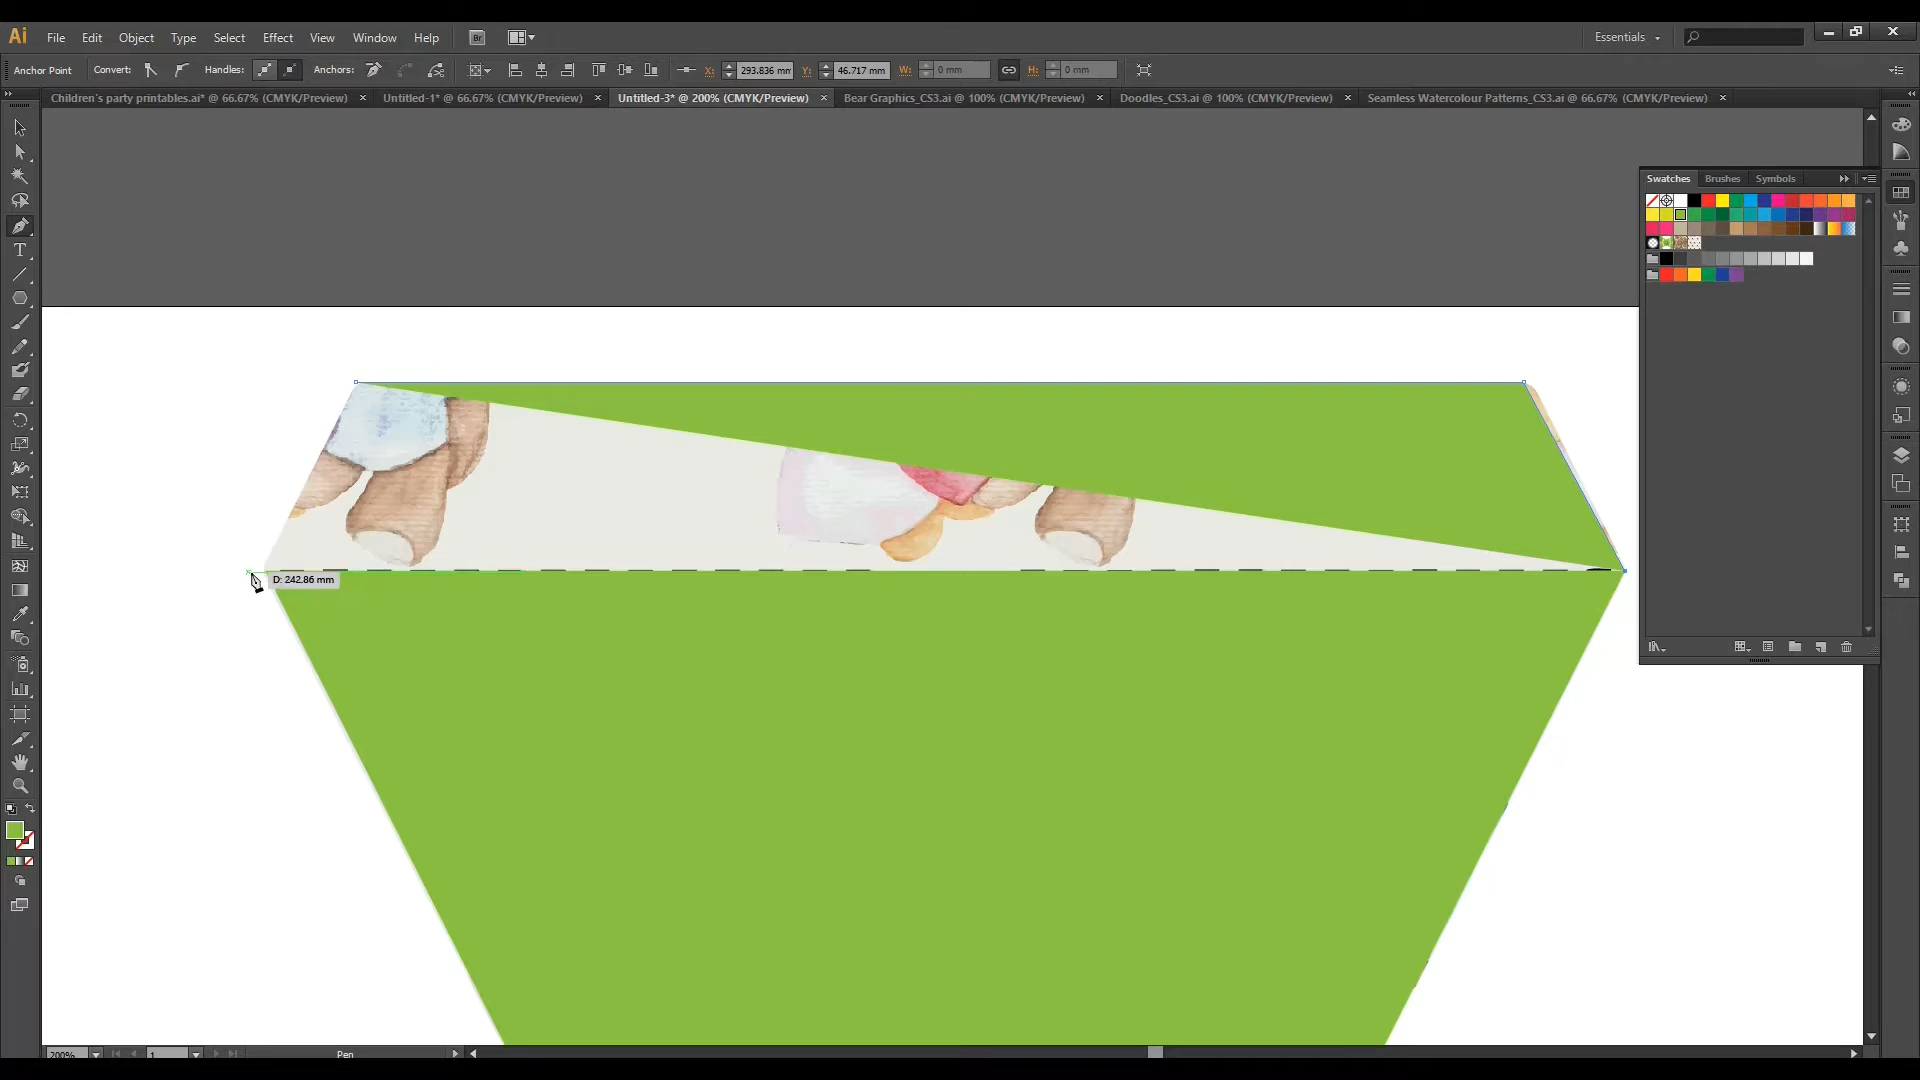 Ai File Edit Object Type Select Effect View Window Help Br Essentials
Anchor Point Convert: Handles: Anchors: X: 293.836 mm Y: 46.717 mm W: 0 mm H: 0 mm
Children's party printables.ai* @ 66.67% (CMYK/Preview) Untitled-1* @ 66.67% (CMYK/Preview) Untitled-3* @ 200% (CMYK/Preview) Bear Graphics_CS3.ai @ 100% (CMYK/Preview) Doodles_CS3.ai @ 100% (CMYK/Preview) Seamless Watercolour Patterns_CS3.ai @ 66.67% (CMYK/Preview)
Swatches Brushes Symbols
T
D: 242.86 mm
200% 1 Pen